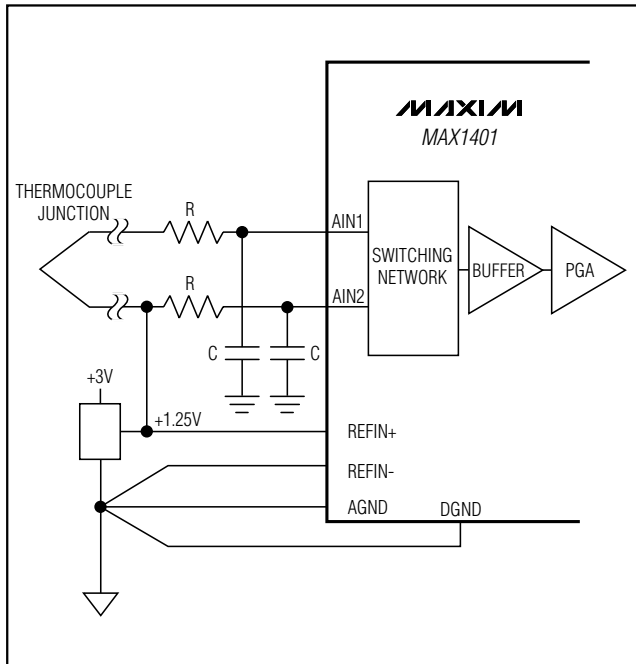 MAXIM
MAX1401
THERMOCOUPLE
JUNCTION
R
AIN1
SWITCHING
NETWORK
BUFFER
PGA
R
AIN2
C
C
+3V
+1.25V
REFIN+
REFIN-
AGND
DGND